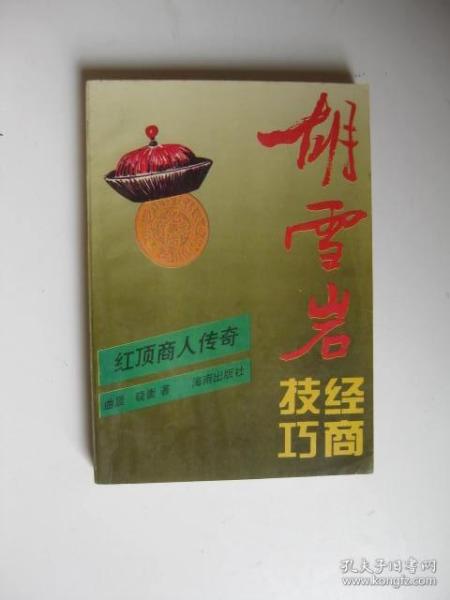 胡雪岩
经商
技巧
红顶商人传奇
著 海南出版社
孔夫子旧书网
www.kongfz.com